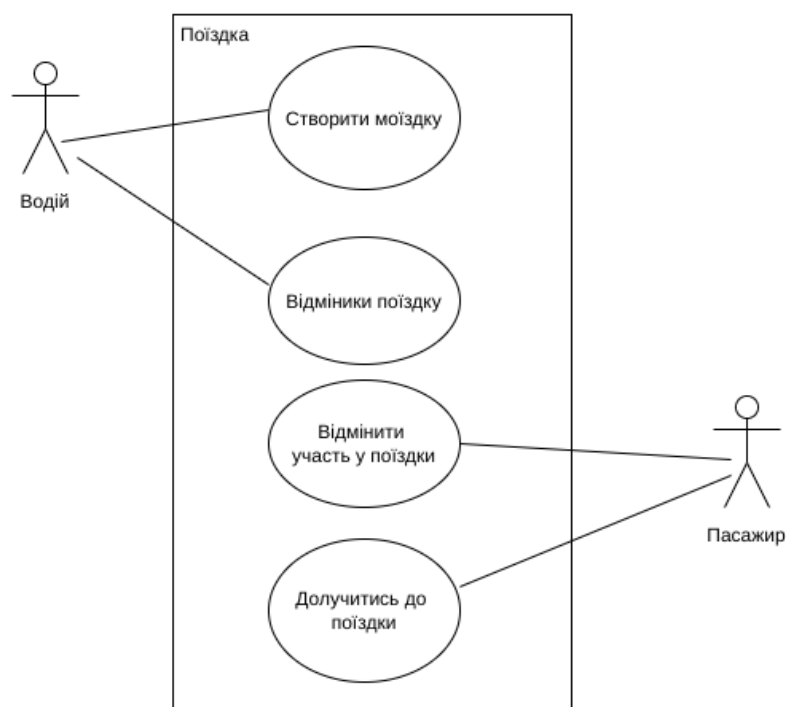 Поїздка
Створити моїздку
Водій
Відміники поїздку
Відмінити
участь у поїздки
Пасажир
Долучитись до
поїздки